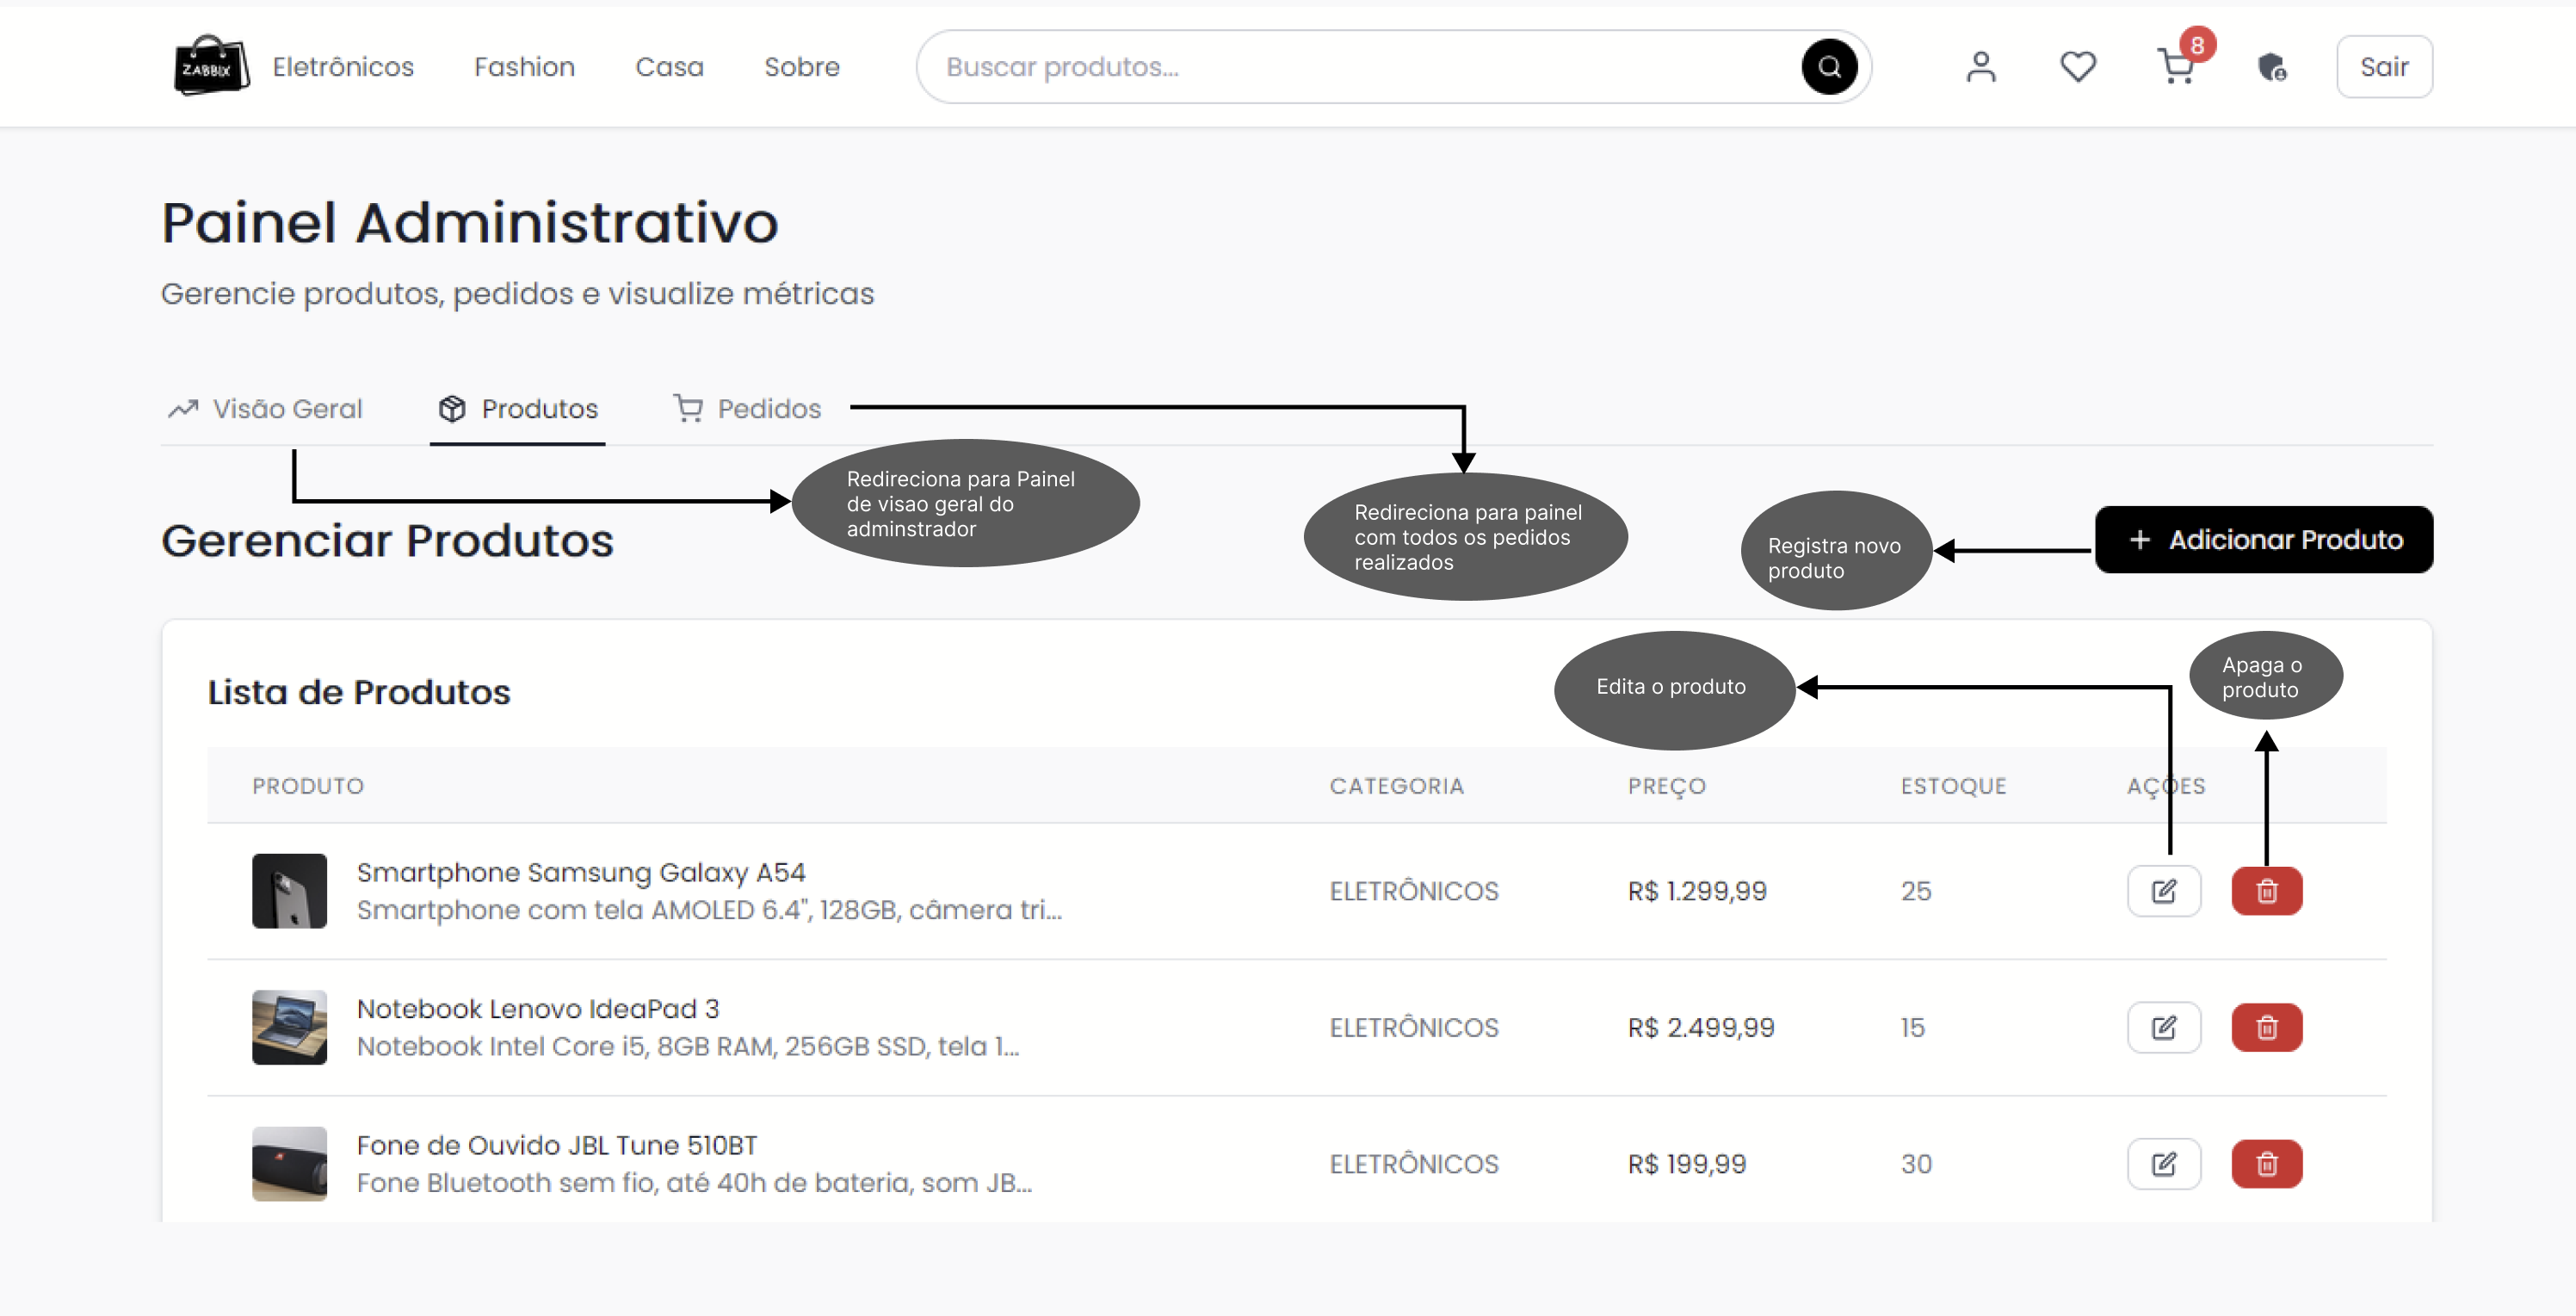 ZABBIX
Eletrônicos
Fashion
Casa
Sobre
Buscar produtos...
8
Sair
Painel Administrativo
Gerencie produtos, pedidos e visualize métricas
Visão Geral
Produtos
Pedidos
Redireciona para Painel
de visao geral do
adminstrador
Redireciona para painel
com todos os pedidos
realizados
Registra novo
produto
+ Adicionar Produto
Gerenciar Produtos
Lista de Produtos
Edita o produto
Apaga o
produto
PRODUTO
CATEGORIA
PREÇO
ESTOQUE
AÇÕES
Smartphone Samsung Galaxy A54
Smartphone com tela AMOLED 6.4", 128GB, câmera tri...
ELETRÔNICOS
R$ 1.299,99
25
Notebook Lenovo IdeaPad 3
Notebook Intel Core i5, 8GB RAM, 256GB SSD, tela 1...
ELETRÔNICOS
R$ 2.499,99
15
Fone de Ouvido JBL Tune 510BT
Fone Bluetooth sem fio, até 40h de bateria, som JB...
ELETRÔNICOS
R$ 199,99
30